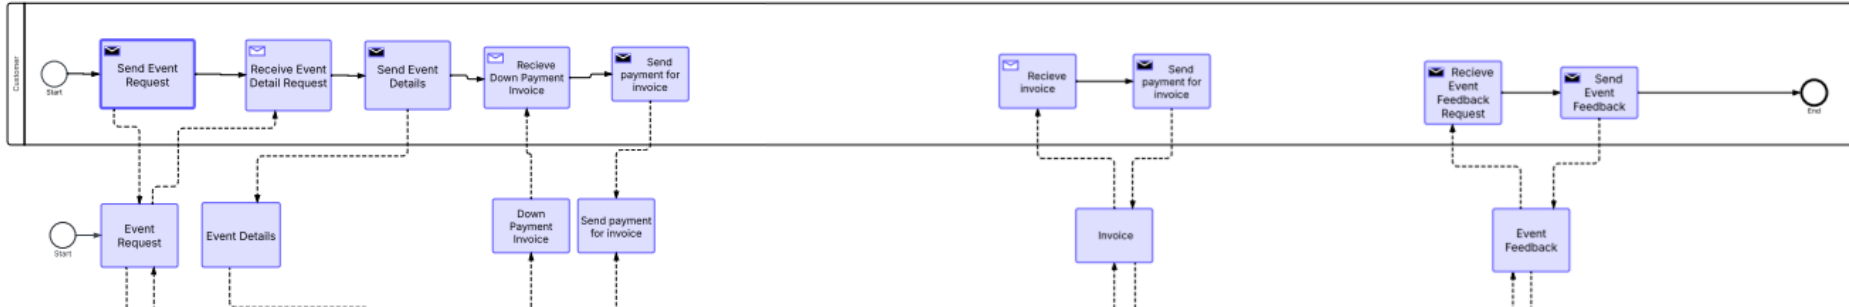 Customer
Start
Send Event
Request
Receive Event
Detail Request
Send Event
Details
Recieve
Down Payment
Invoice
Send
payment for
invoice
Recieve
invoice
Send
payment for
invoice
Recieve
Event
Feedback
Request
Send
Event
Feedback
End
Start
Event
Request
Event Details
Down
Payment
Invoice
Send payment
for invoice
Invoice
Event
Feedback